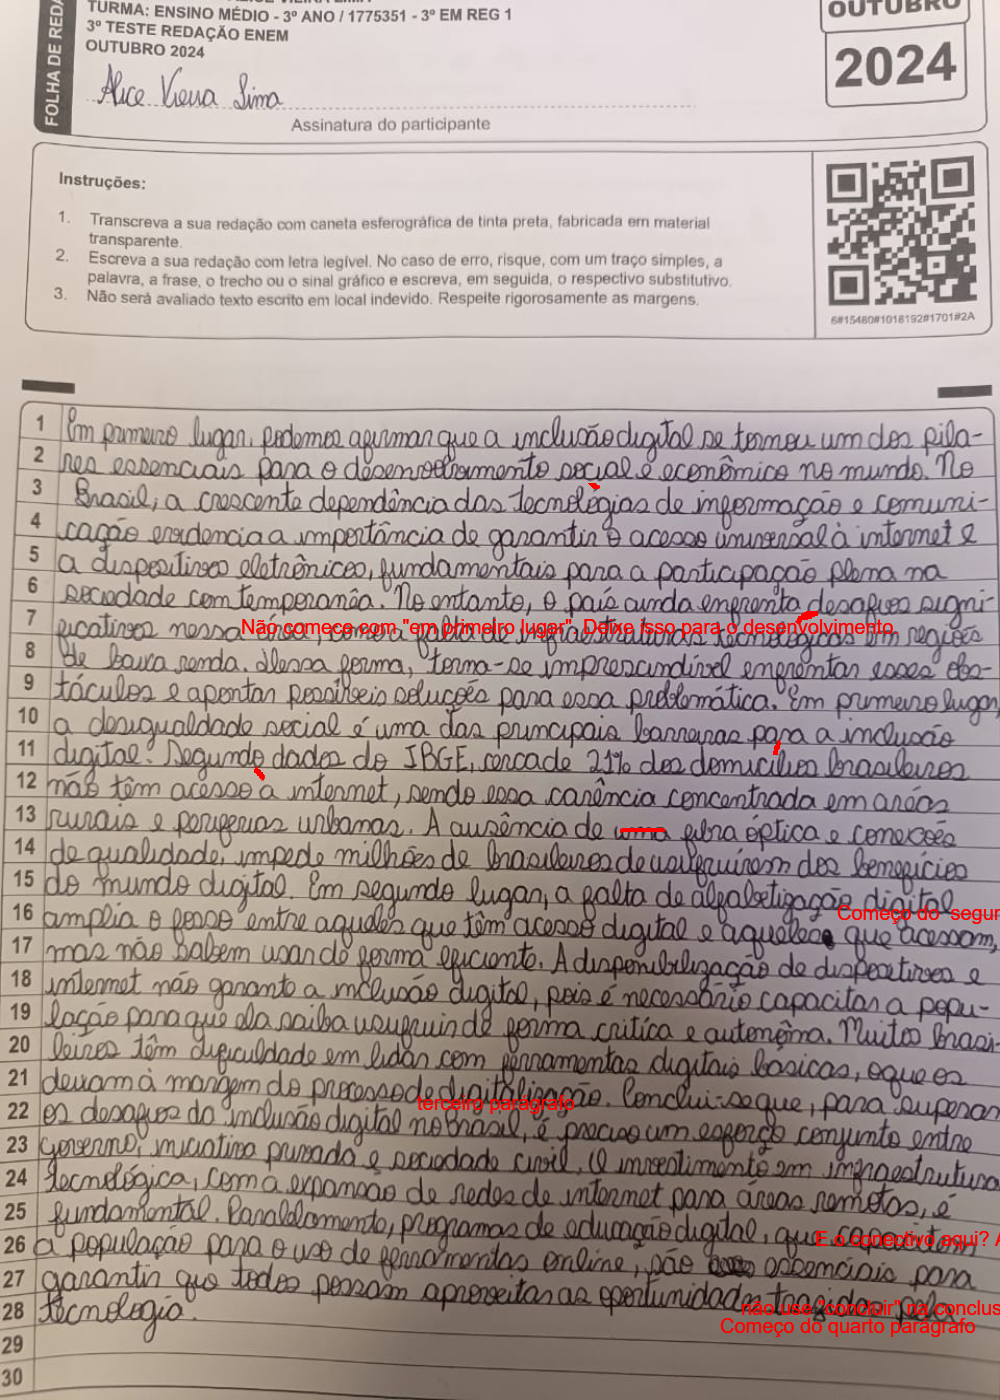 FOLHA DE REDA
TURMA: ENSINO MÉDIO - 3º ANO / 1775351 - 3º EM REG 1
3º TESTE REDAÇÃO ENEM
OUTUBRO 2024
Alice Vieira Lima
Assinatura do participante
OUTUBRO
2024
Instruções:
1. Transcreva a sua redação com caneta esferográfica de tinta preta, fabricada em material
transparente.
2. Escreva a sua redação com letra legível. No caso de erro, risque, com um traço simples, a
palavra, a frase, o trecho ou o sinal gráfico e escreva, em seguida, o respectivo substitutivo.
3. Não será avaliado texto escrito em local indevido. Respeite rigorosamente as margens.
6#15480#1018192#1701#2A
1 Em primeiro lugar, podemos afirmar que a inclusão digital se tornou um dos pila-
2 res essenciais para o desenvolvimento social e econômico no mundo. No
3 Brasil, a crescente dependência das tecnologias de informação e comuni-
4 cação evidencia a importância de garantir o acesso universal à internet e
5 a dispositivos eletrônicos, fundamentais para a participação plena na
6 sociedade contemporanêa. No entanto, o país ainda enfrenta desafios signi-
Não comece com "em primeiro lugar". Deixe isso para o desenvolvimento
7 ficativos nessa área, como a falta de infraestruturas tecnológicas em regiões
8 de baixa renda. Dessa forma, torna-se imprescindível enfrentar esses obs-
9 táculos e apontar possíveis soluções para essa problemática. Em primeiro lugar,
10 a desigualdade social é uma das principais barreiras para a inclusão
11 digital. Segundo dados do IBGE, cerca de 21% dos domicílios brasileiros
12 não têm acesso a internet, sendo essa carência concentrada em aréas
13 rurais e periferias urbanas. A ausência de uma fibra óptica e conexões
14 de qualidade, impede milhões de brasileiros de usufruírem dos benefícios
15 do mundo digital. Em segundo lugar, a falta de alfabetização digital
Começo do segun
16 amplia o fosso entre aqueles que têm acesso digital e aqueles que acessam,
17 mas não sabem usar de forma eficiente. A disponibilização de dispositivos e
18 internet não garante a inclusão digital, pois é necessário capacitar a popu-
19 lação para que ela saiba usufruir de forma crítica e autonôma. Muitos brasi-
20 leiros têm dificuldade em lidar com ferramentas digitais básicas, o que os
21 deixam à margem do processo de digitalização. Conclui-se que, para superar
terceiro parágrafo
22 os desafios da inclusão digital no Brasil, é preciso um esforço conjunto entre
23 governo, iniciativa privada e sociedade civil. O investimento em infraestrutura
24 tecnológica, com a expansão de redes de internet para áreas remotas, é
25 fundamental. Paralelamente, programas de educação digital, que capacitem
E o conectivo aqui? A
26 a população para o uso de ferramentas online, são essenciais para
27 garantir que todos possam aproveitar as oportunidades trazidas pela
não use "concluir" na conclus
28 tecnologia.
Começo do quarto parágrafo
29
30